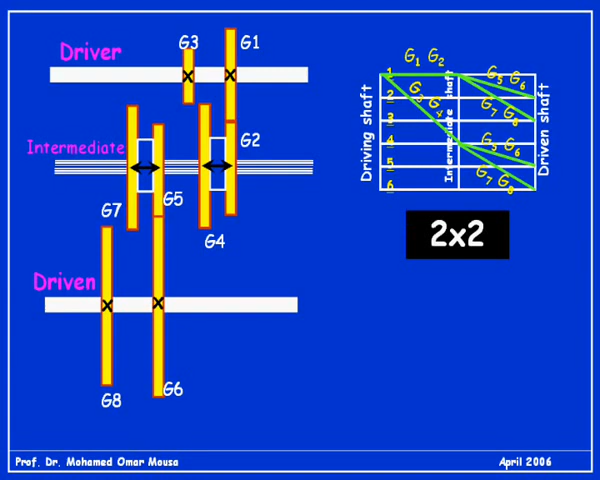 G3
G1
Driver
G₁ G₂
1
2
3
4
5
6
G₃ G₄
G₅ G₆
G₇ G₈
G₅ G₆
G₇ G₈
Driving shaft
Intermediate shaft
Driven shaft
Intermediate
G2
G5
G7
G4
2x2
Driven
G8
G6
Prof. Dr. Mohamed Omar Mousa
April 2006